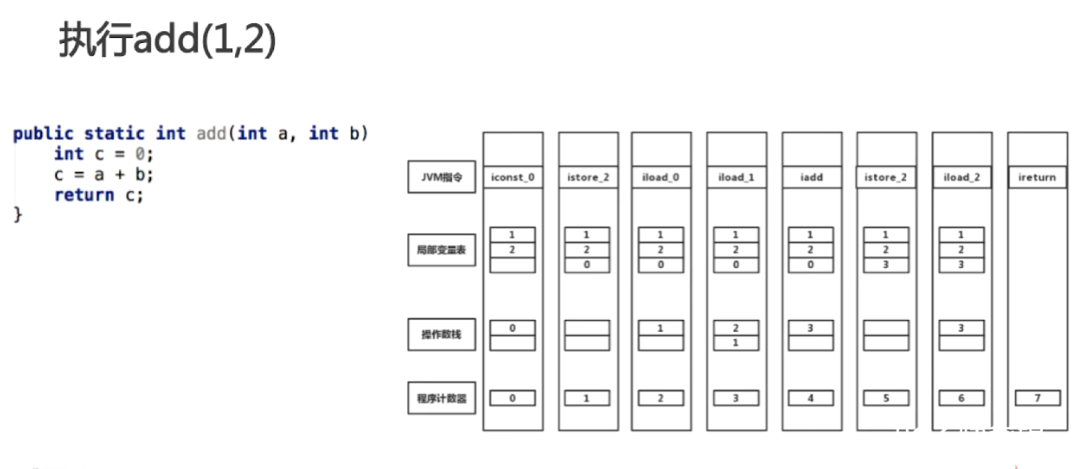 执行add(1,2)
public static int add(int a, int b)
int c = 0;
c = a + b;
return c;
}
JVM指令 iconst_0 istore_2 iload_0 iload_1 iadd istore_2 iload_2 ireturn
局部变量表
1 1 1 1 1 1 1
2 2 2 2 2 2 2
0 0 0 0 3 3
操作数栈
0 1 2 3 3
1
程序计数器 0 1 2 3 4 5 6 7